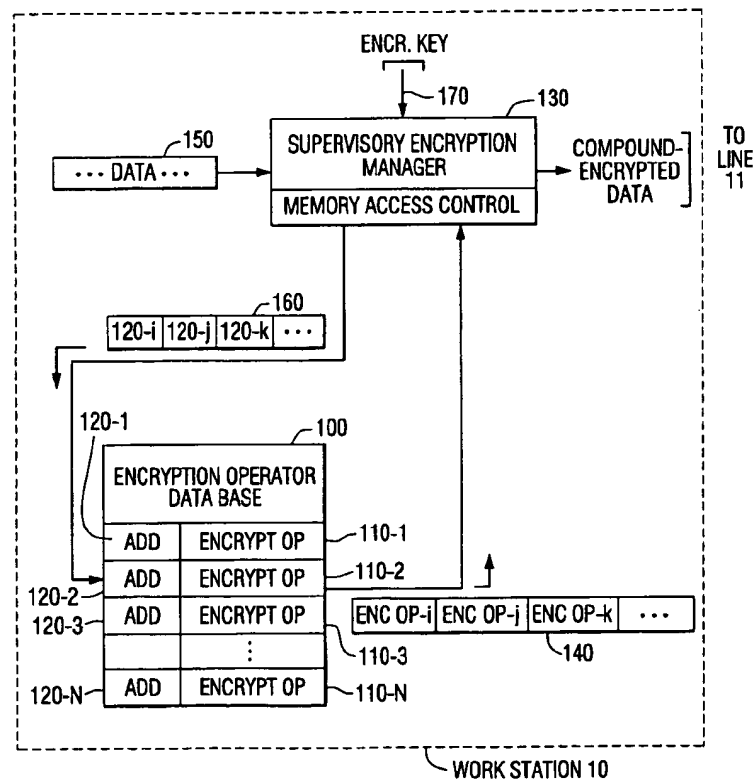 ENCR. KEY
170
130
150
··· DATA ···
SUPERVISORY ENCRYPTION
MANAGER
MEMORY ACCESS CONTROL
COMPOUND-
ENCRYPTED
DATA
TO
LINE
11
160
120-i 120-j 120-k ···
120-1
100
ENCRYPTION OPERATOR
DATA BASE
ADD ENCRYPT OP 110-1
ADD ENCRYPT OP 110-2
120-2
120-3 ADD ENCRYPT OP
110-3
120-N ADD ENCRYPT OP 110-N
ENC OP-i ENC OP-j ENC OP-k ···
140
WORK STATION 10